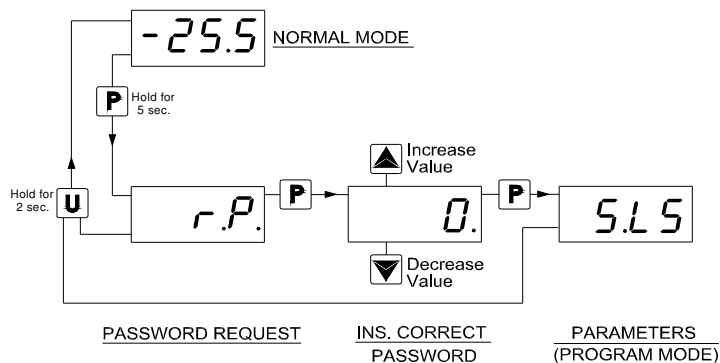 -25.5
NORMAL MODE
P
Hold for
5 sec.
Increase
Value
Hold for
2 sec.
U
r.P.
P
0.
P
S.LS
Decrease
Value
PASSWORD REQUEST
INS. CORRECT
PASSWORD
PARAMETERS
(PROGRAM MODE)